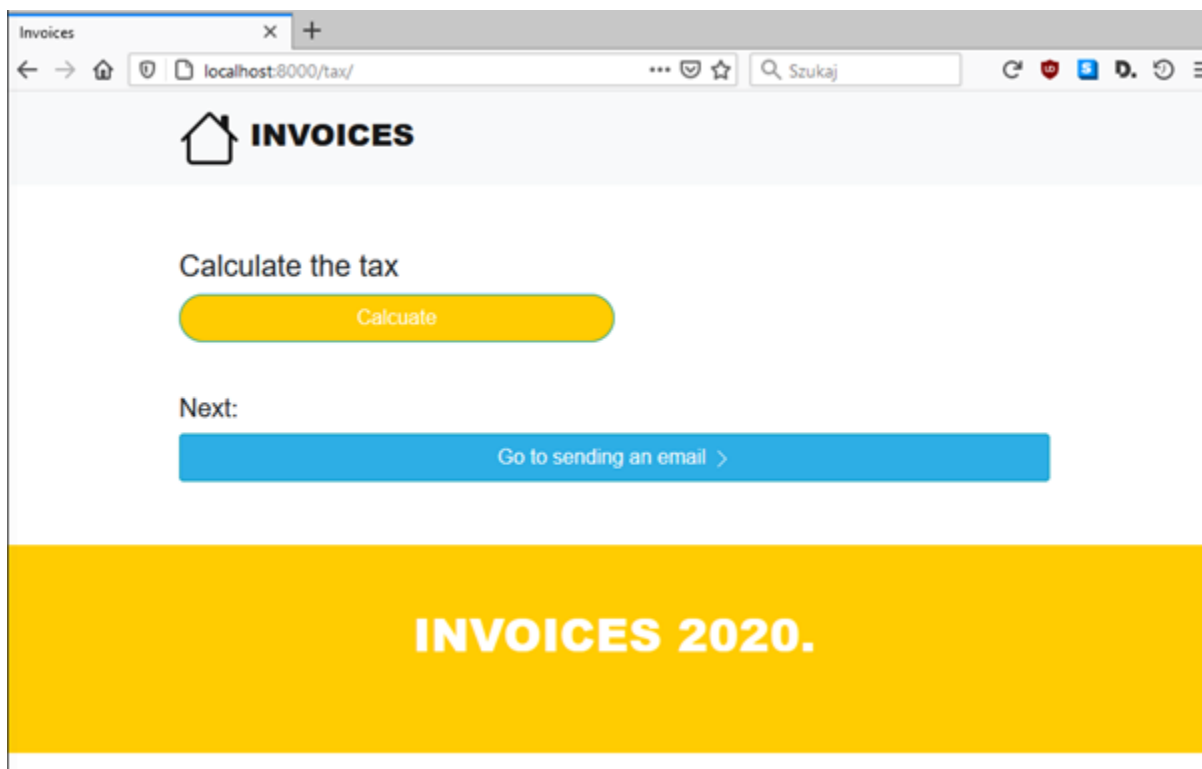 Invoices
localhost:8000/tax/
Szukaj
INVOICES
Calculate the tax
Calcuate
Next:
Go to sending an email >
INVOICES 2020.